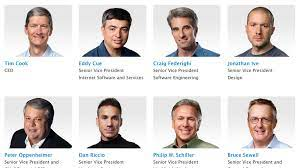 Tim Cook
CEO
Eddy Cue
Senior Vice President
Internet Software and Services
Craig Federighi
Senior Vice President
Software Engineering
Jonathan Ive
Senior Vice President
Design
Peter Oppenheimer
Senior Vice President and
Dan Riccio
Senior Vice President
Philip W. Schiller
Senior Vice President
Bruce Sewell
Senior Vice President and